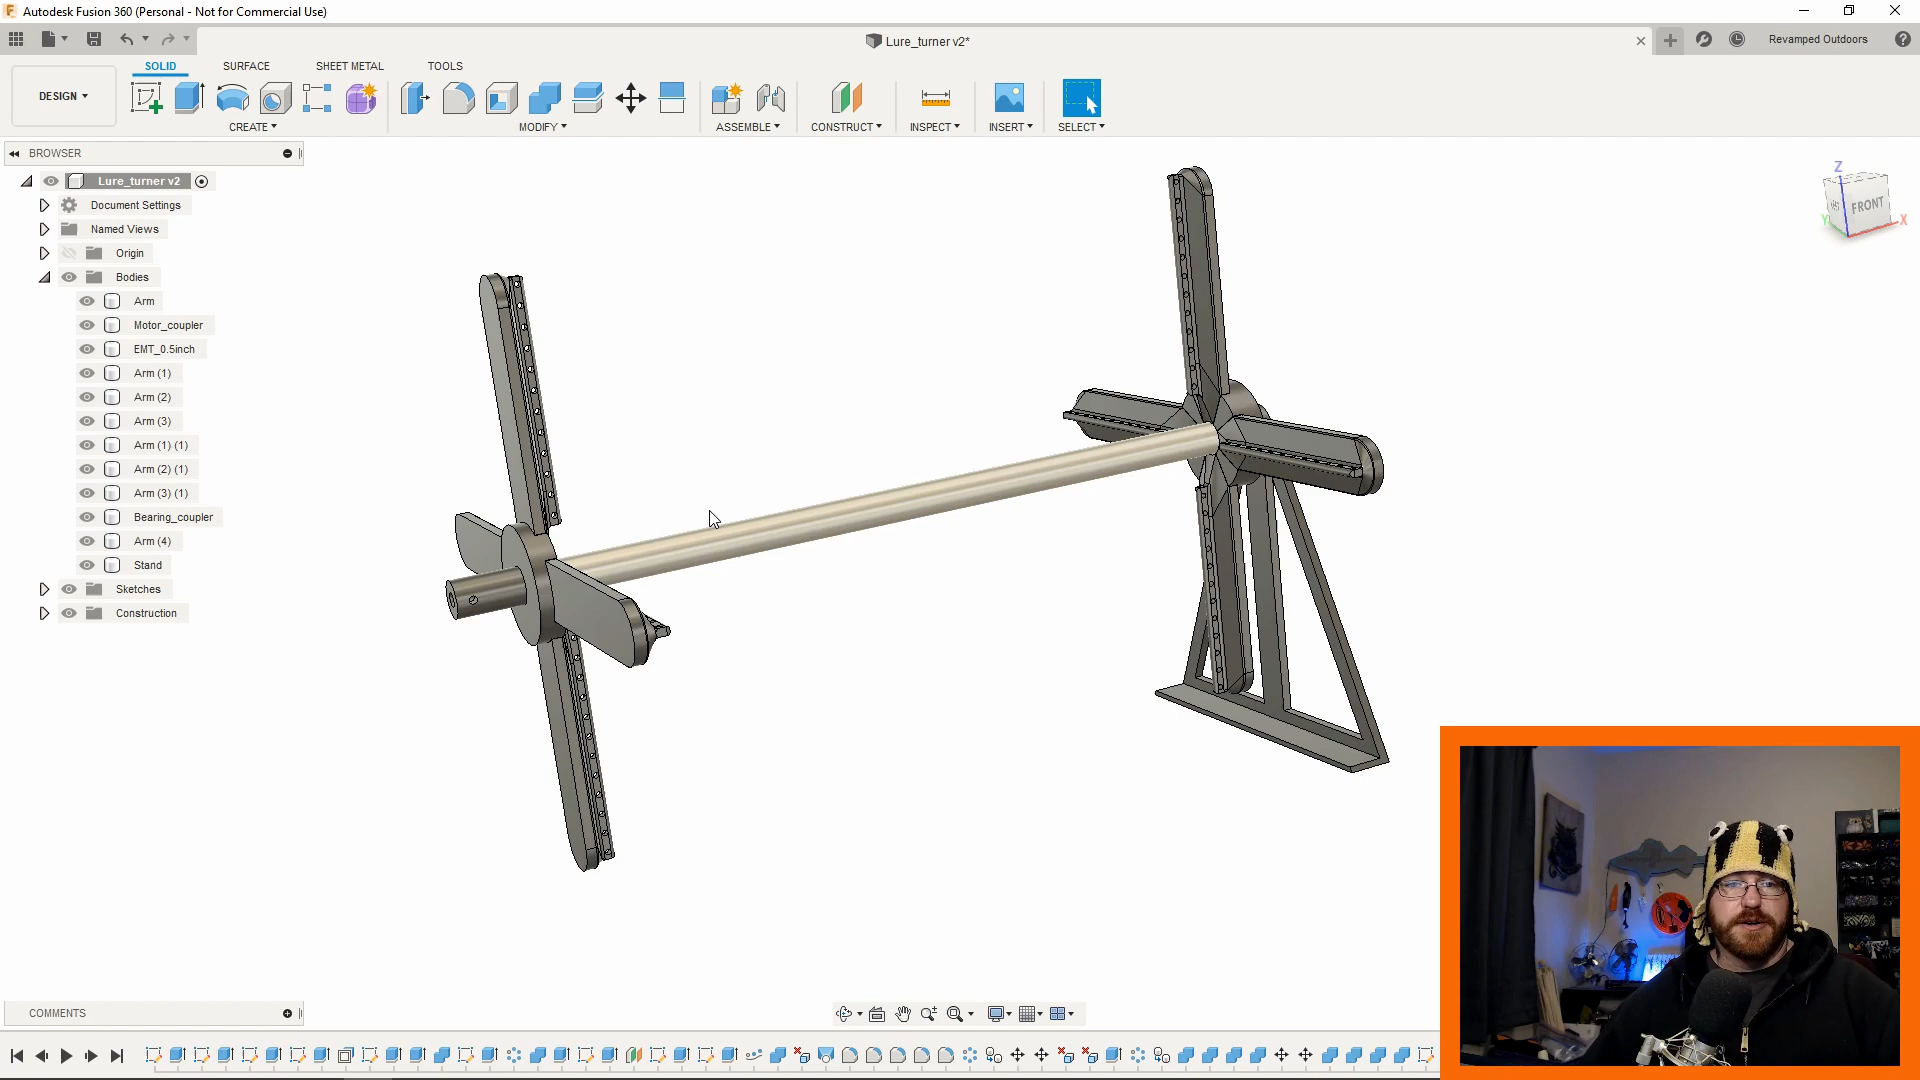 Autodesk Fusion 360 (Personal - Not for Commercial Use)
Lure_turner v2*
Revamped Outdoors
SOLID
SURFACE
SHEET METAL
TOOLS
DESIGN
CREATE
MODIFY
ASSEMBLE
CONSTRUCT
INSPECT
INSERT
SELECT
BROWSER
Lure_turner v2
Document Settings
Named Views
Origin
Bodies
Arm
Motor_coupler
EMT_0.5inch
Arm (1)
Arm (2)
Arm (3)
Arm (1) (1)
Arm (2) (1)
Arm (3) (1)
Bearing_coupler
Arm (4)
Stand
Sketches
Construction
Z
FRONT
Y
X
COMMENTS